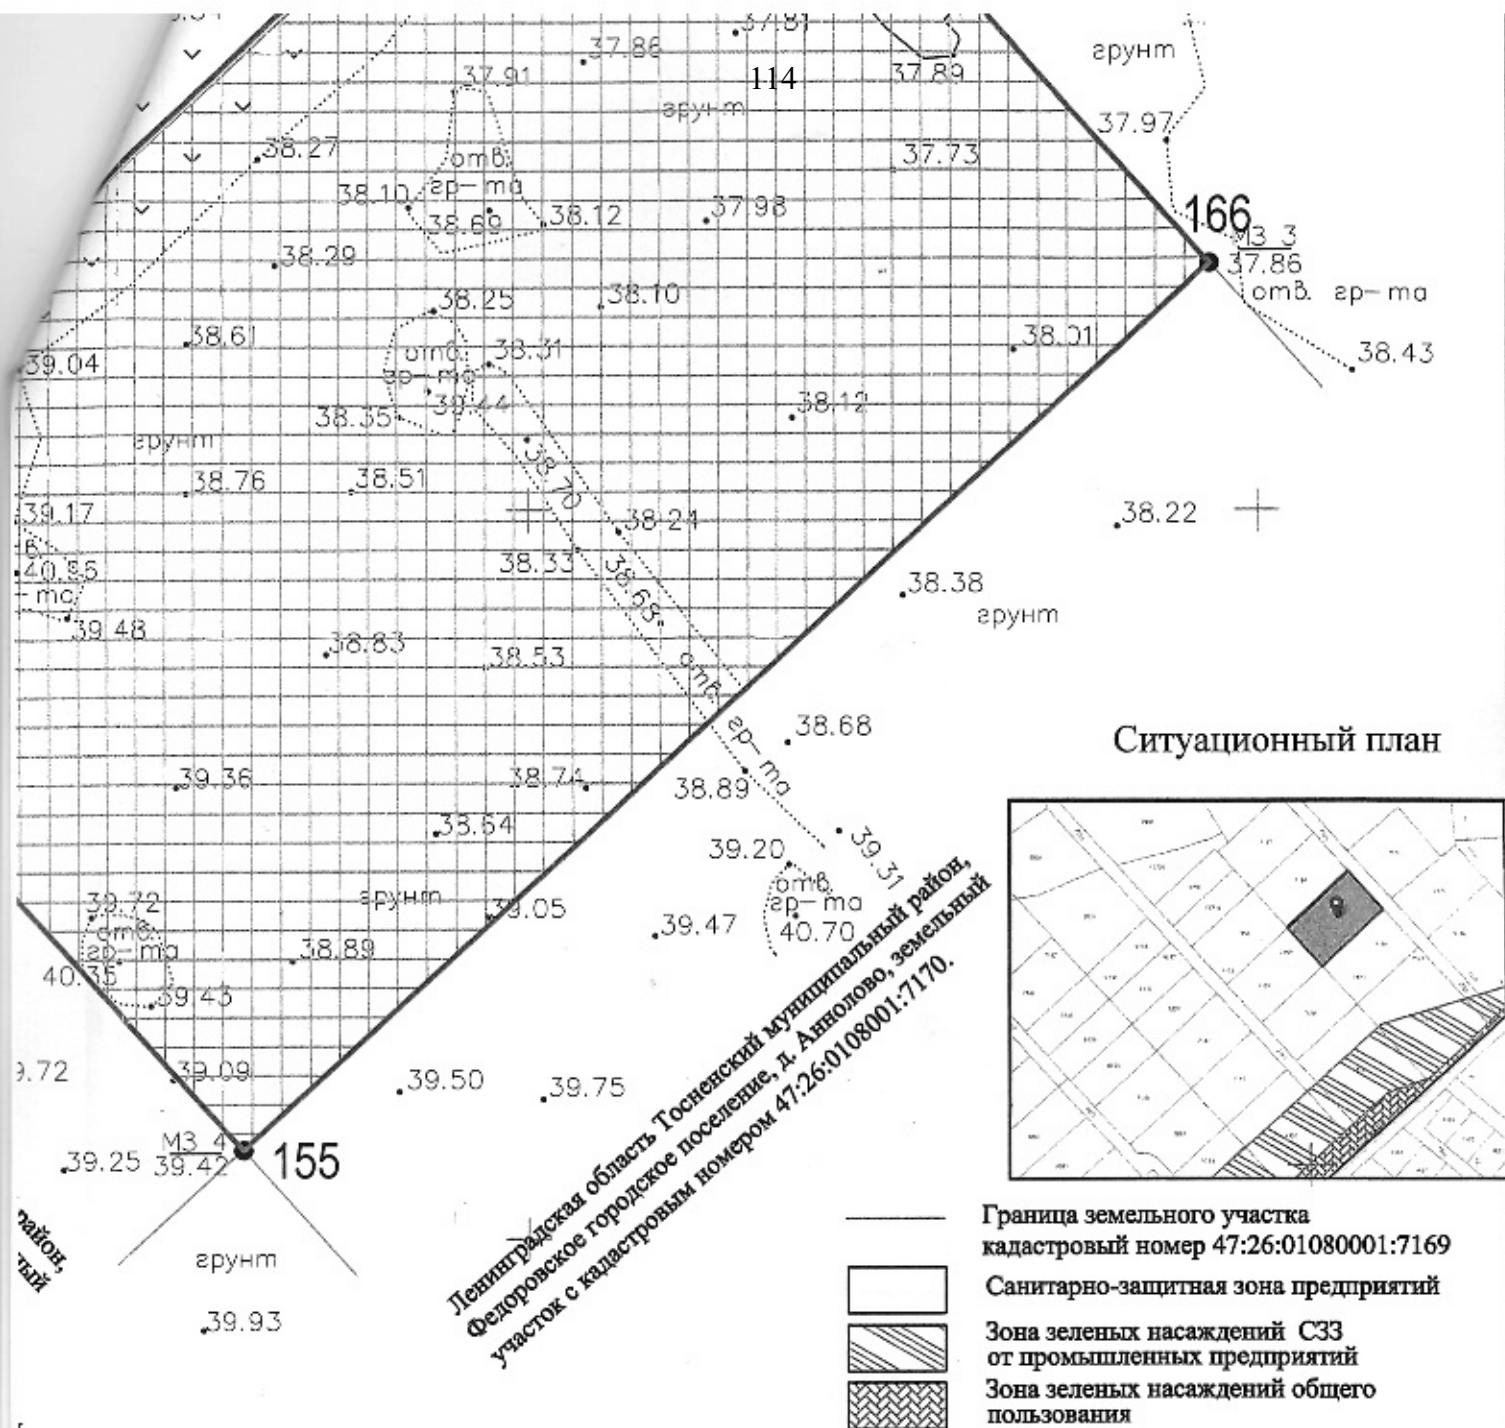 37.81
37.86
114
37.91
37.89
грунт
грунт
37.97
38.27
37.73
отв.
гр-та
38.10
38.69
38.12
37.98
166
МЗ 3
37.86
отв. гр-та
38.29
38.25
38.10
38.61
38.01
38.43
39.04
отв.
38.31
гр-та
38.12
38.35
грунт
38.76
38.51
38.70
39.17
38.24
38.22
38.33
38.68
38.38
грунт
39.48
38.83
38.53
отв.
гр-та
38.68
Ситуационный план
39.36
38.74
38.89
38.64
39.20
39.31
отв.
гр-та
40.70
39.72
отв.
гр-та
грунт
39.05
39.47
40.35
38.89
39.43
9.72
39.09
39.50
39.75
39.25
МЗ 4
39.42
155
Ленинградская область Тосненский муниципальный район,
Федоровское городское поселение, д. Аннолово, земельный
участок с кадастровым номером 47:26:0108001:7170.
район,
ный
грунт
39.93
Граница земельного участка
кадастровый номер 47:26:01080001:7169
Санитарно-защитная зона предприятий
Зона зеленых насаждений СЗЗ
от промышленных предприятий
Зона зеленых насаждений общего
пользования